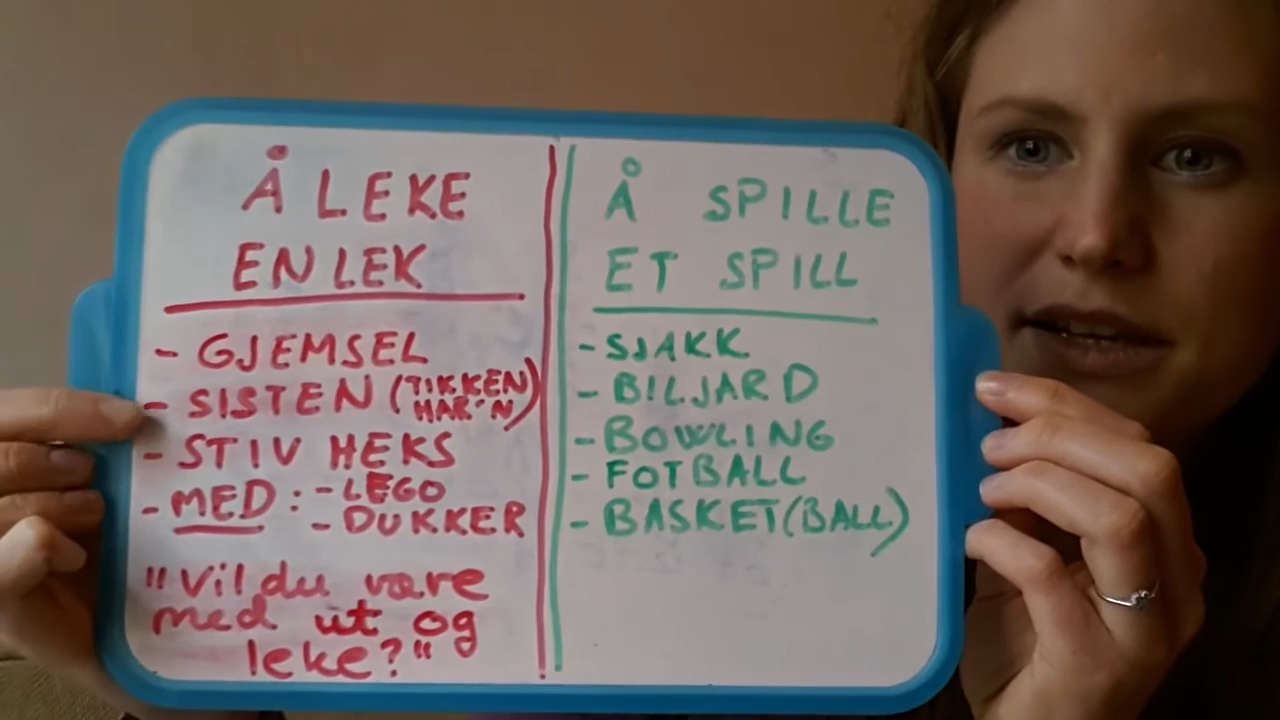 Å LEKE
EN LEK
- GJEMSEL
- SISTEN (TIKKEN
HAR'N)
- STIV HEKS
- MED: - LEGO
- DUKKER
"Vil du være
med ut og
leke?"
Å SPILLE
ET SPILL
- SJAKK
- BILJARD
- BOWLING
- FOTBALL
- BASKET(BALL)